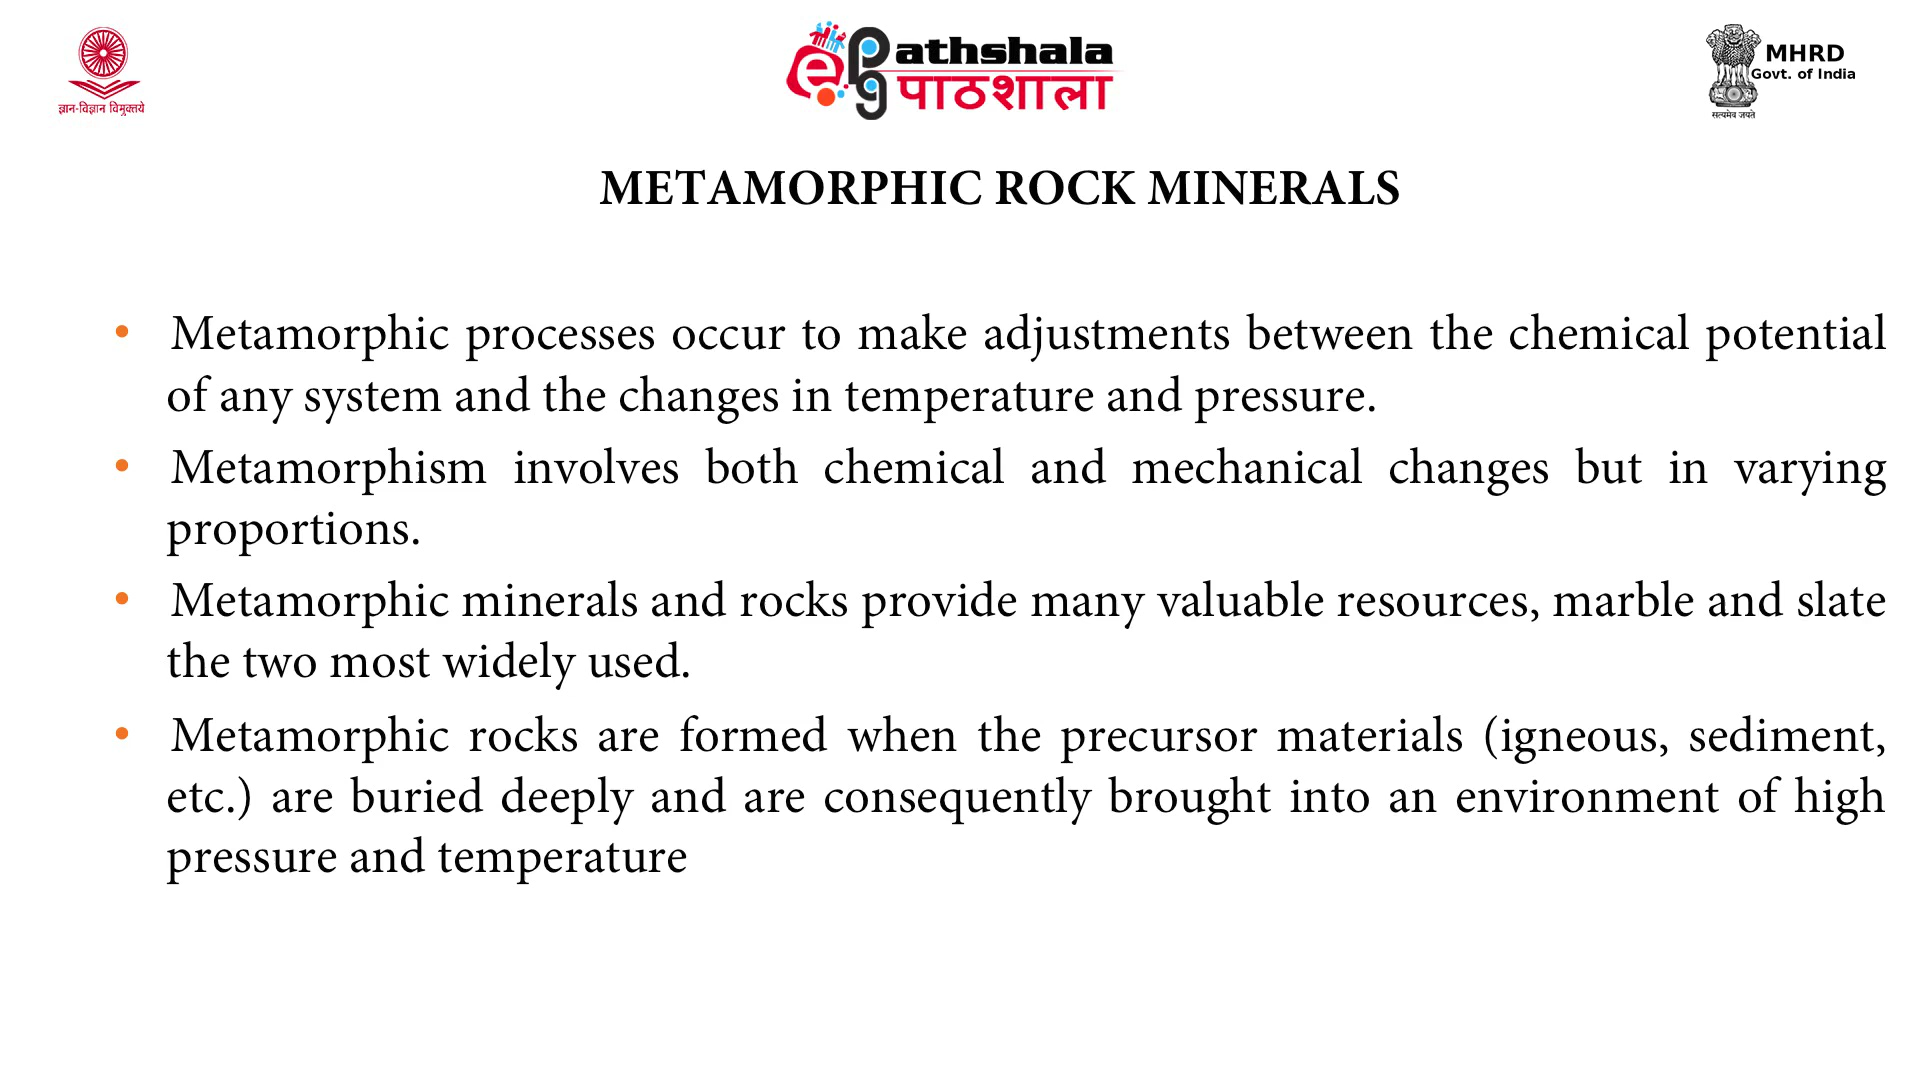 ज्ञान-विज्ञान विमुक्तये
e Pg athshala
पाठशाला
MHRD
Govt. of India
सत्यमेव जयते
METAMORPHIC ROCK MINERALS
• Metamorphic processes occur to make adjustments between the chemical potential
of any system and the changes in temperature and pressure.
• Metamorphism involves both chemical and mechanical changes but in varying
proportions.
• Metamorphic minerals and rocks provide many valuable resources, marble and slate
the two most widely used.
• Metamorphic rocks are formed when the precursor materials (igneous, sediment,
etc.) are buried deeply and are consequently brought into an environment of high
pressure and temperature